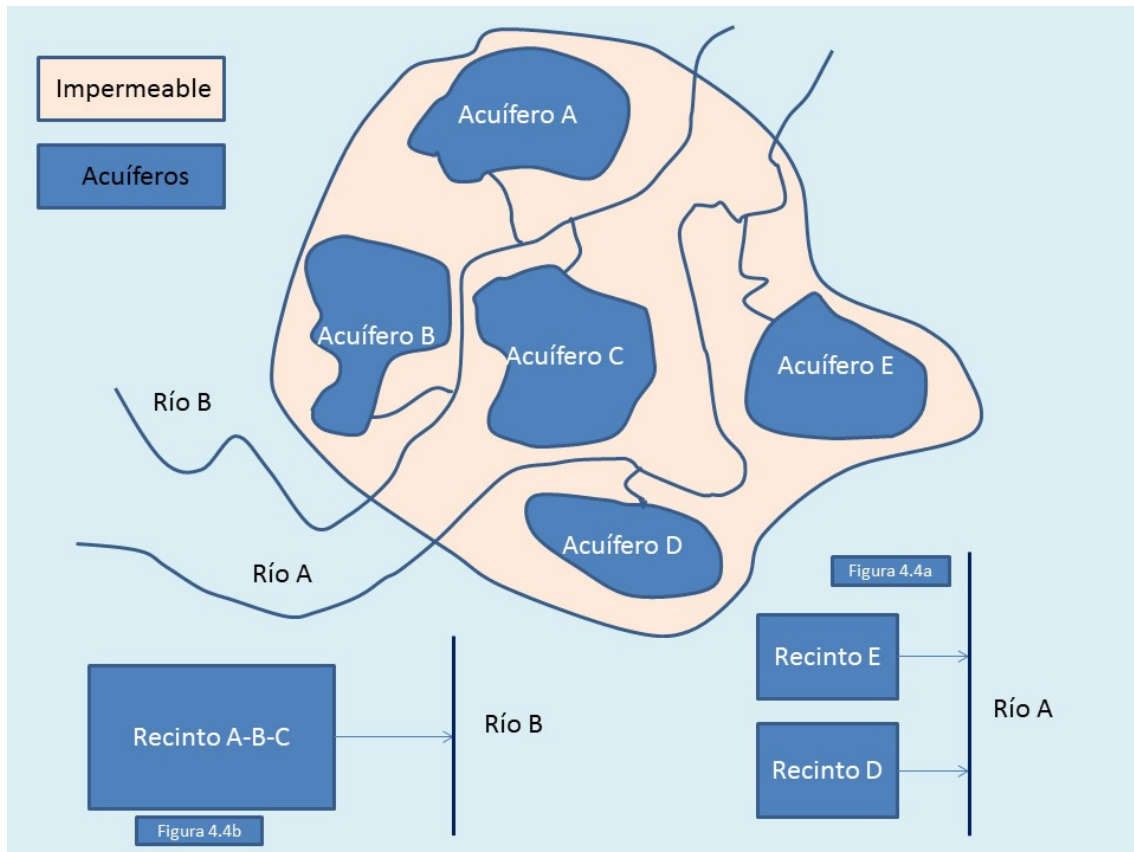 Impermeable
Acuíferos
Acuífero A
Acuífero B
Acuífero C
Acuífero E
Río B
Río A
Acuífero D
Figura 4.4a
Recinto E
Recinto D
Río A
Recinto A-B-C
Río B
Figura 4.4b